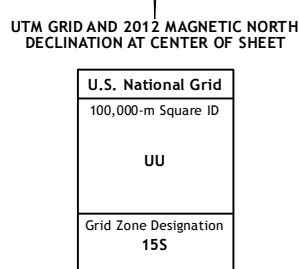 UTM GRID AND 2012 MAGNETIC NORTH
DECLINATION AT CENTER OF SHEET
U.S. National Grid
100,000-m Square ID
UU
Grid Zone Designation
15S